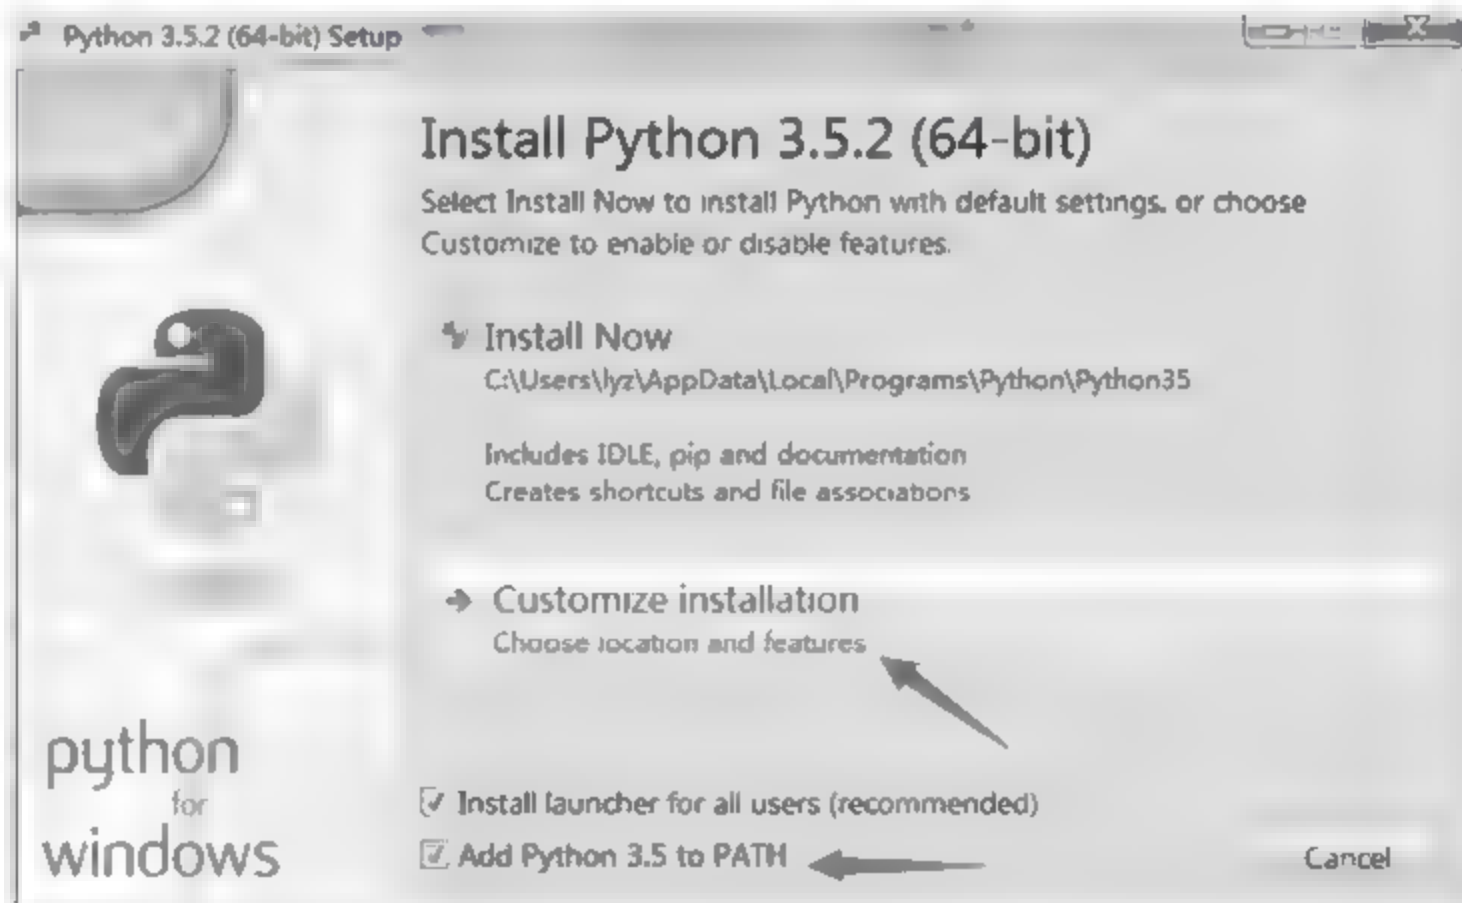 Python 3.5.2 (64-bit) Setup
Install Python 3.5.2 (64-bit)
Select Install Now to install Python with default settings, or choose
Customize to enable or disable features.
Install Now
C:\Users\lyz\AppData\Local\Programs\Python\Python35
Includes IDLE, pip and documentation
Creates shortcuts and file associations
Customize installation
Choose location and features
python
for
windows
Install launcher for all users (recommended)
Add Python 3.5 to PATH
Cancel